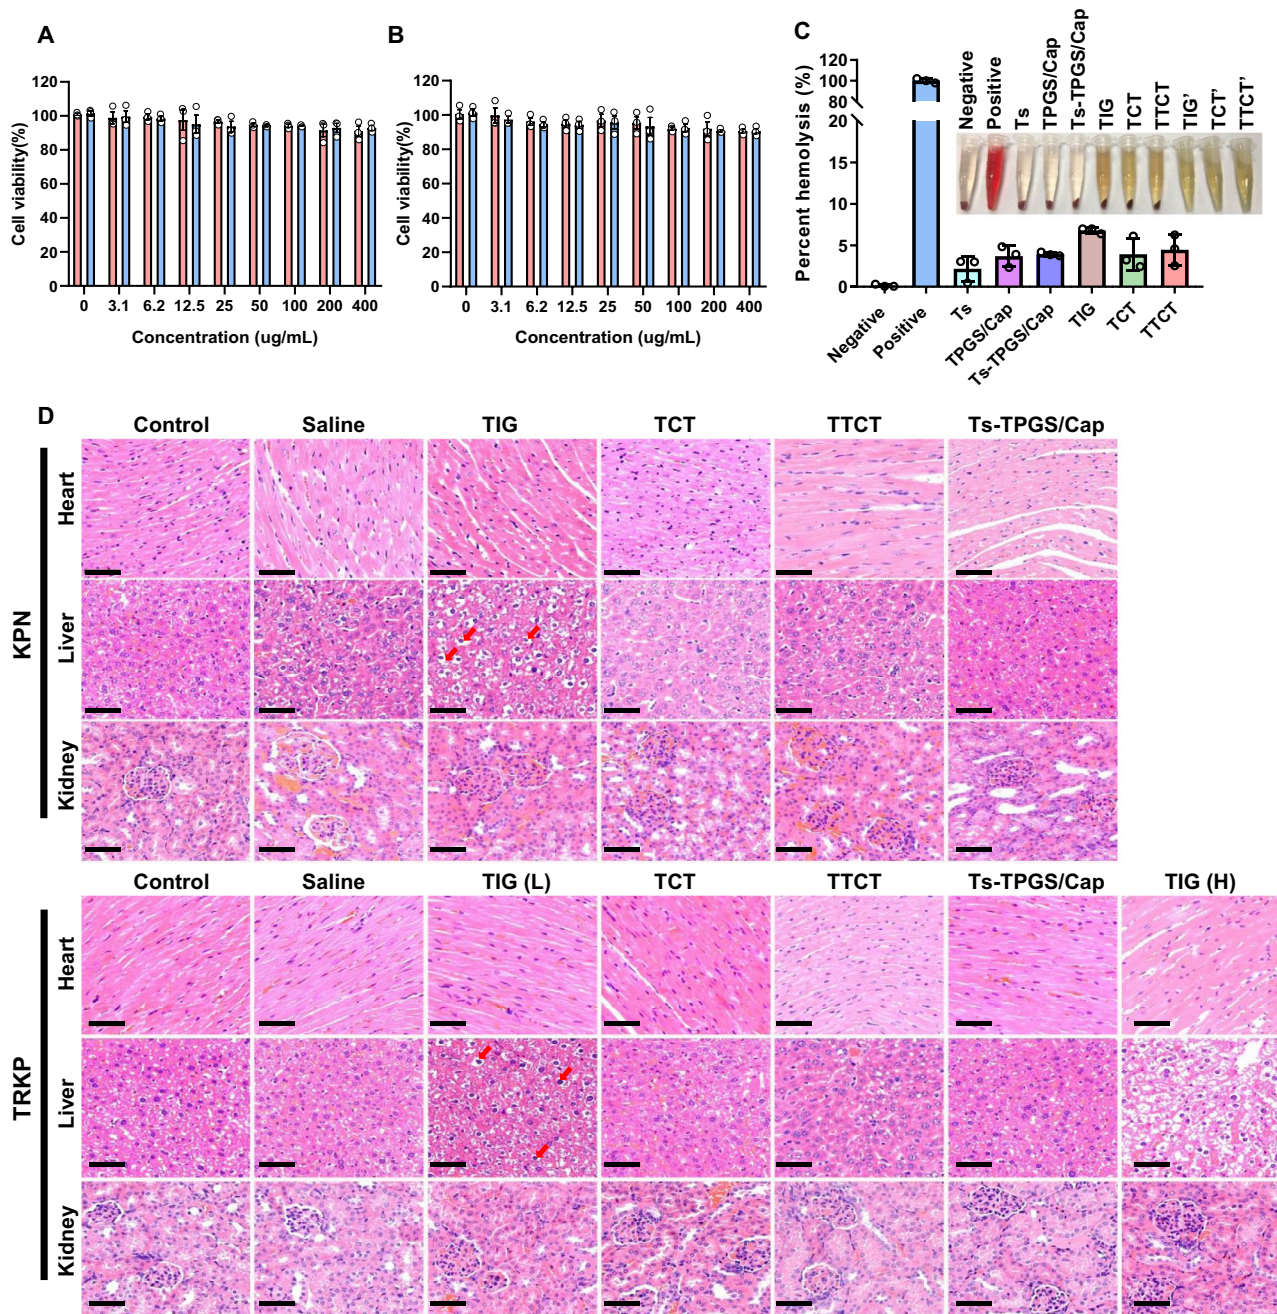 A
120
100
80
60
40
20
0
Cell viability(%)
0 3.1 6.2 12.5 25 50 100 200 400
Concentration (ug/mL)
B
120
100
80
60
40
20
0
Cell viability(%)
0 3.1 6.2 12.5 25 50 100 200 400
Concentration (ug/mL)
C
120
100
80
20
15
10
5
0
Percent hemolysis (%)
Negative
Positive
Ts
TPGS/Cap
Ts-TPGS/Cap
TIG
TCT
TTCT
TIG’
TCT’
TTCT’
Negative
Positive
Ts
TPGS/Cap
Ts-TPGS/Cap
TIG
TCT
TTCT
D
Control Saline TIG TCT TTCT Ts-TPGS/Cap
KPN
Heart
Liver
Kidney
Control Saline TIG (L) TCT TTCT Ts-TPGS/Cap TIG (H)
TRKP
Heart
Liver
Kidney